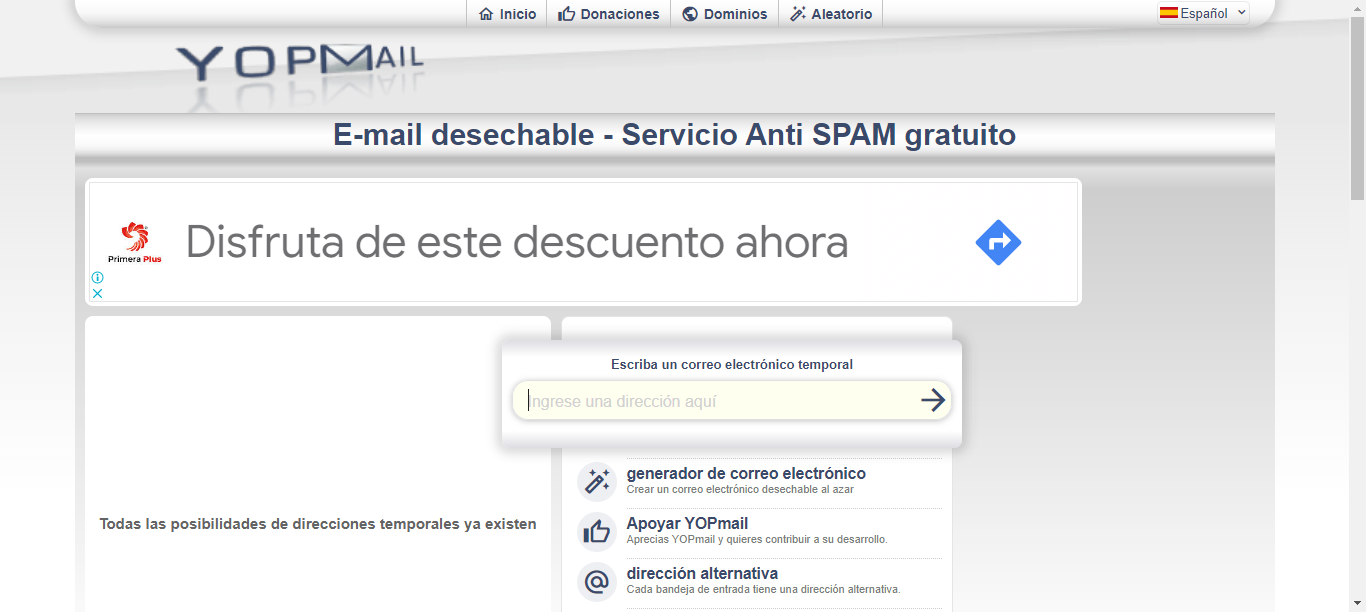 Inicio
Donaciones
Dominios
Aleatorio
Español
YOPMAIL
E-mail desechable - Servicio Anti SPAM gratuito
Primera Plus
Disfruta de este descuento ahora
Escriba un correo electrónico temporal
Ingrese una dirección aquí
Todas las posibilidades de direcciones temporales ya existen
generador de correo electrónico
Crear un correo electrónico desechable al azar
Apoyar YOPmail
Aprecias YOPmail y quieres contribuir a su desarrollo.
dirección alternativa
Cada bandeja de entrada tiene una dirección alternativa.